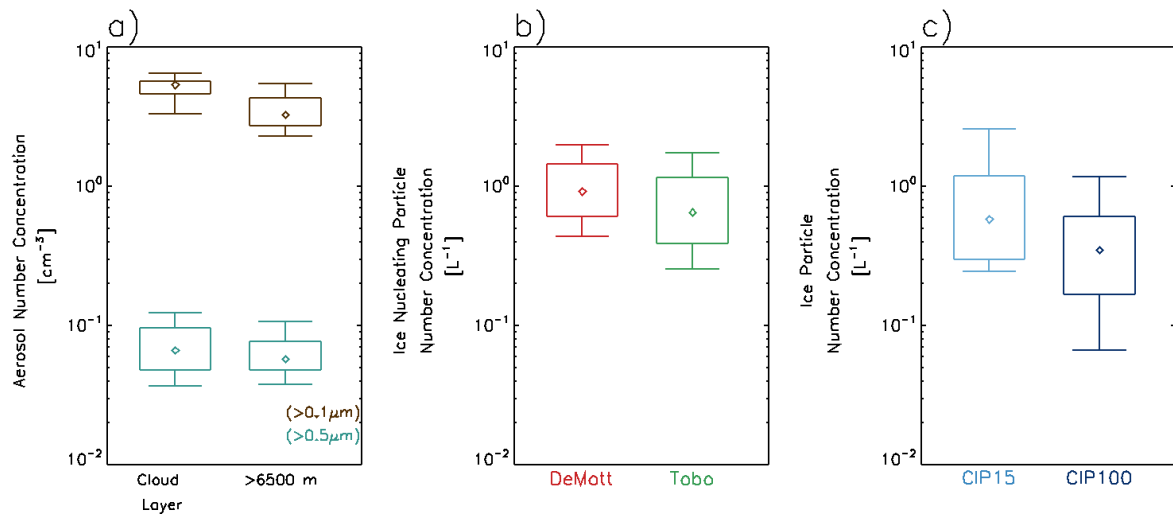 a)
Aerosol Number Concentration
[cm⁻³]
10¹
10⁰
10⁻¹
10⁻²
(>0.1μm)
(>0.5μm)
Cloud
Layer
>6500 m
b)
Ice Nucleating Particle
Number Concentration
[L⁻¹]
10¹
10⁰
10⁻¹
10⁻²
DeMott
Tobo
c)
Ice Particle
Number Concentration
[L⁻¹]
10¹
10⁰
10⁻¹
10⁻²
CIP15
CIP100